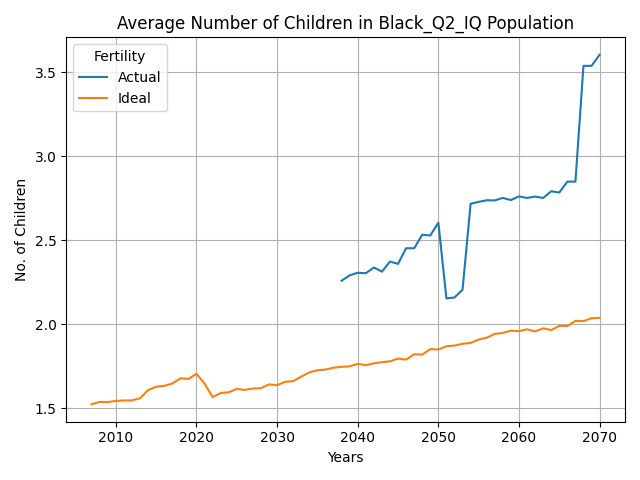 Average Number of Children in Black_Q2_IQ Population
Fertility
Actual
Ideal
No. of Children
3.5
3.0
2.5
2.0
1.5
2010 2020 2030 2040 2050 2060 2070
Years